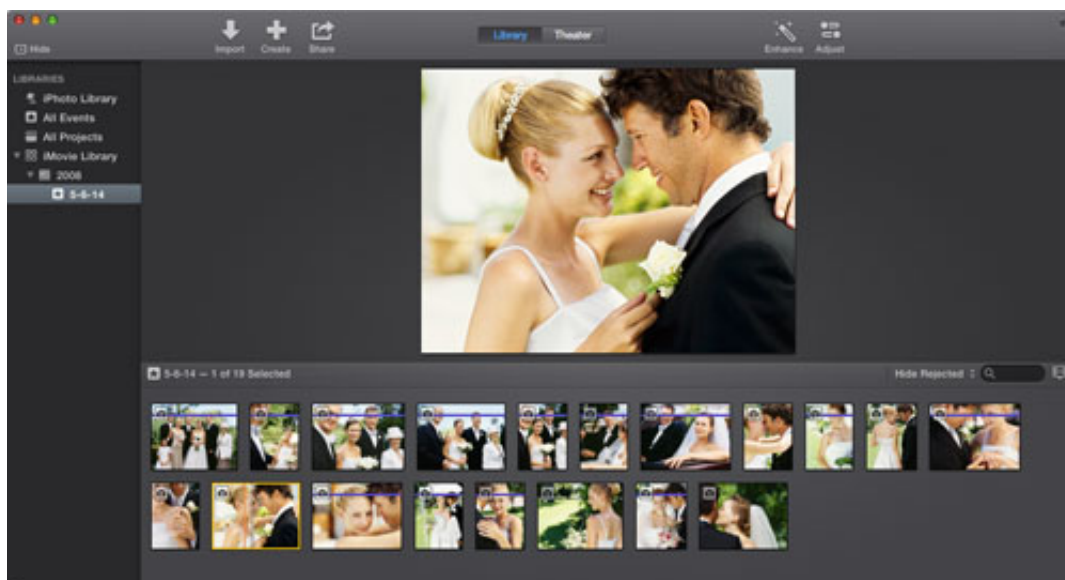 Hide
Import Create Share
Library Theater
Enhance Adjust
LIBRARIES
iPhoto Library
All Events
All Projects
iMovie Library
2008
5-6-14
5-6-14 — 1 of 19 Selected
Hide Rejected